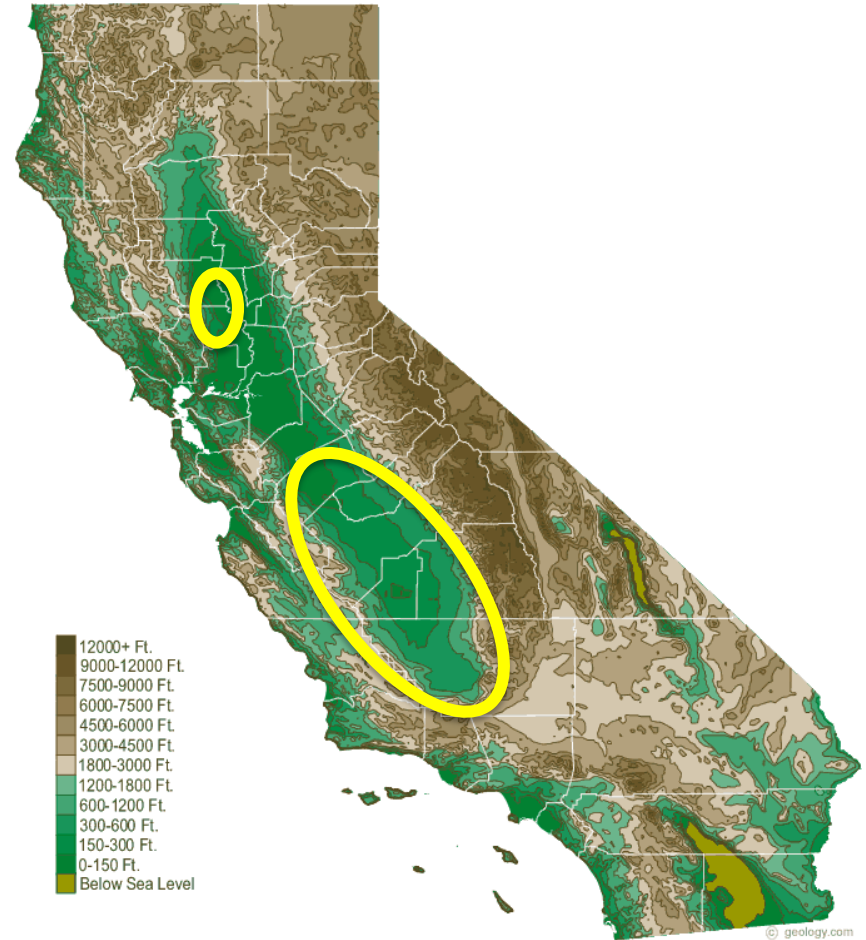 12000+ Ft.
9000-12000 Ft.
7500-9000 Ft.
6000-7500 Ft.
4500-6000 Ft.
3000-4500 Ft.
1800-3000 Ft.
1200-1800 Ft.
600-1200 Ft.
300-600 Ft.
150-300 Ft.
0-150 Ft.
Below Sea Level
© geology.com